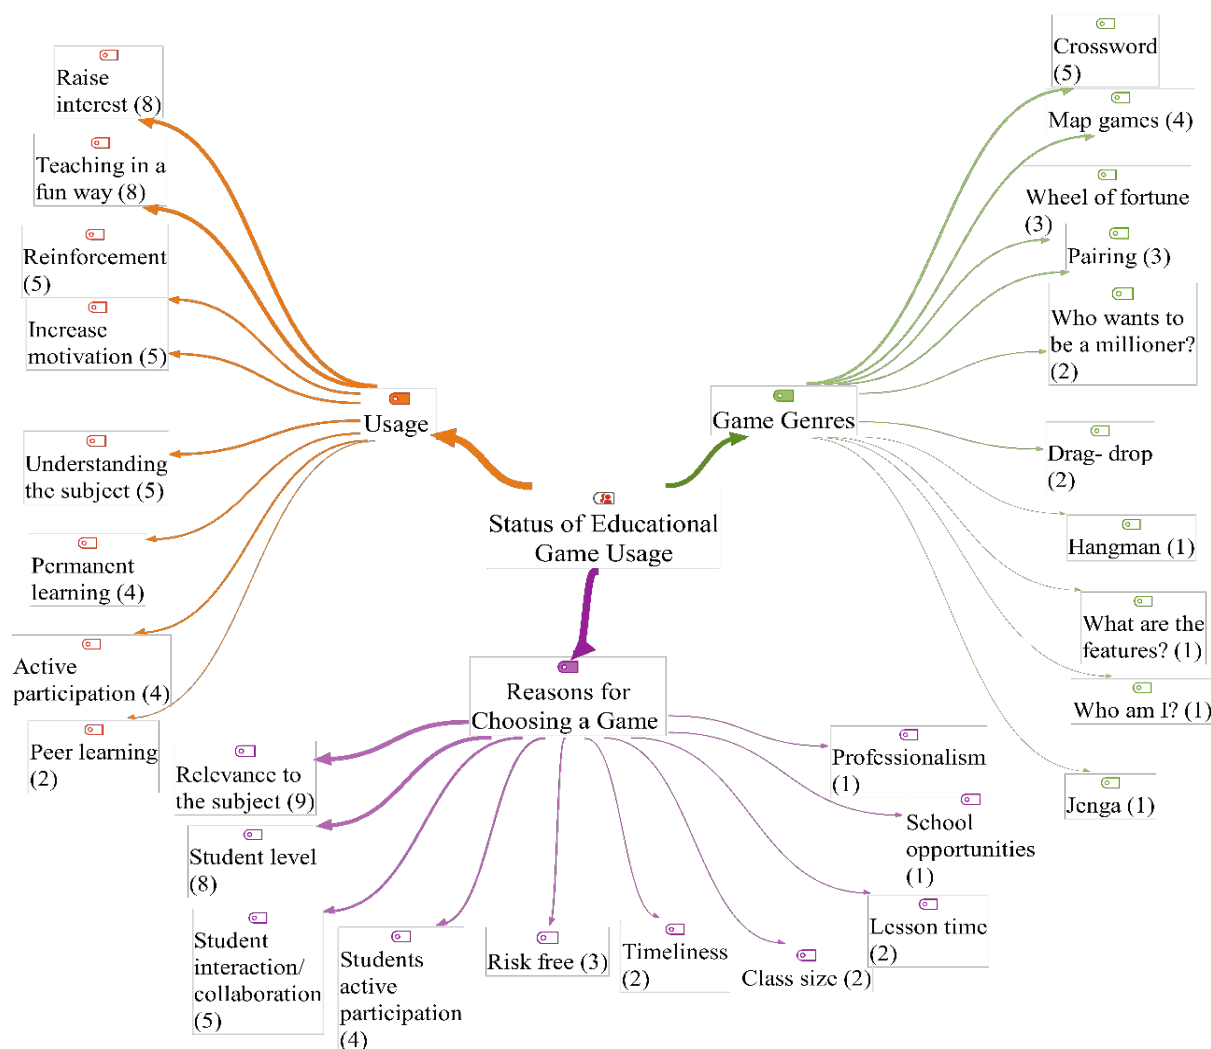 Raise
interest (8)
Teaching in a
fun way (8)
Reinforcement
(5)
Increase
motivation (5)
Usage
Understanding
the subject (5)
Permanent
learning (4)
Active
participation (4)
Peer learning
(2)
Status of Educational
Game Usage
Crossword
(5)
Map games (4)
Wheel of fortune
(3)
Pairing (3)
Who wants to
be a millioner?
(2)
Game Genres
Drag- drop
(2)
Hangman (1)
What are the
features? (1)
Who am I? (1)
Jenga (1)
Reasons for
Choosing a Game
Relevance to
the subject (9)
Student level
(8)
Student
interaction/
collaboration
(5)
Students
active
participation
(4)
Risk free (3)
Timeliness
(2)
Class size (2)
Lesson time
(2)
School
opportunities
(1)
Professionalism
(1)